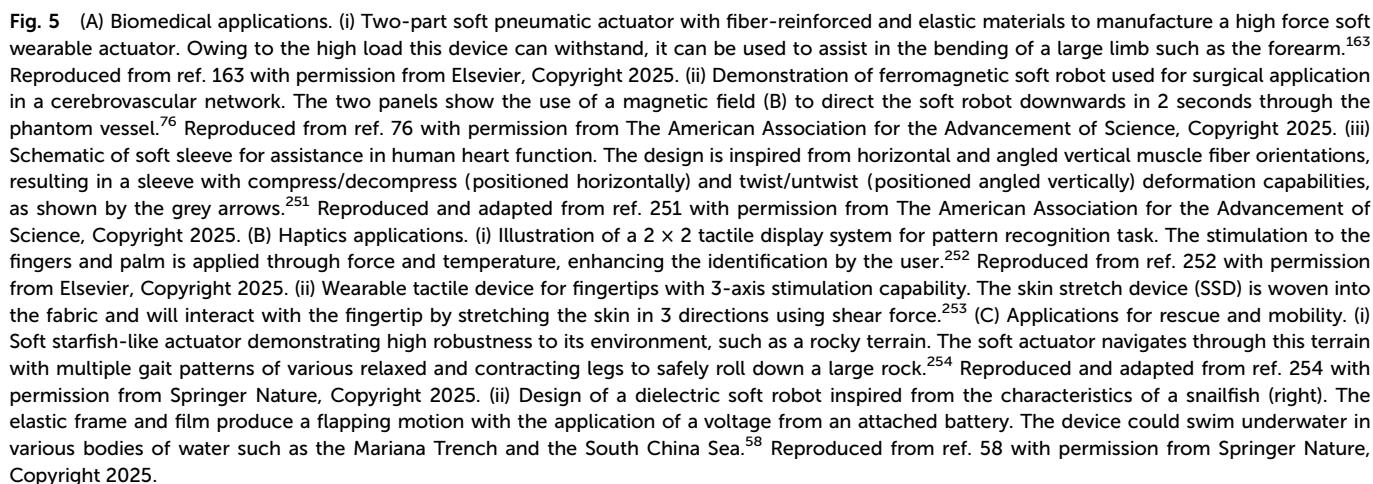 Fig. 5 (A) Biomedical applications. (i) Two-part soft pneumatic actuator with fiber-reinforced and elastic materials to manufacture a high force soft
wearable actuator. Owing to the high load this device can withstand, it can be used to assist in the bending of a large limb such as the forearm.163
Reproduced from ref. 163 with permission from Elsevier, Copyright 2025. (ii) Demonstration of ferromagnetic soft robot used for surgical application
in a cerebrovascular network. The two panels show the use of a magnetic field (B) to direct the soft robot downwards in 2 seconds through the
phantom vessel.76 Reproduced from ref. 76 with permission from The American Association for the Advancement of Science, Copyright 2025. (iii)
Schematic of soft sleeve for assistance in human heart function. The design is inspired from horizontal and angled vertical muscle fiber orientations,
resulting in a sleeve with compress/decompress (positioned horizontally) and twist/untwist (positioned angled vertically) deformation capabilities,
as shown by the grey arrows.251 Reproduced and adapted from ref. 251 with permission from The American Association for the Advancement of
Science, Copyright 2025. (B) Haptics applications. (i) Illustration of a 2 × 2 tactile display system for pattern recognition task. The stimulation to the
fingers and palm is applied through force and temperature, enhancing the identification by the user.252 Reproduced from ref. 252 with permission
from Elsevier, Copyright 2025. (ii) Wearable tactile device for fingertips with 3-axis stimulation capability. The skin stretch device (SSD) is woven into
the fabric and will interact with the fingertip by stretching the skin in 3 directions using shear force.253 (C) Applications for rescue and mobility. (i)
Soft starfish-like actuator demonstrating high robustness to its environment, such as a rocky terrain. The soft actuator navigates through this terrain
with multiple gait patterns of various relaxed and contracting legs to safely roll down a large rock.254 Reproduced and adapted from ref. 254 with
permission from Springer Nature, Copyright 2025. (ii) Design of a dielectric soft robot inspired from the characteristics of a snailfish (right). The
elastic frame and film produce a flapping motion with the application of a voltage from an attached battery. The device could swim underwater in
various bodies of water such as the Mariana Trench and the South China Sea.58 Reproduced from ref. 58 with permission from Springer Nature,
Copyright 2025.